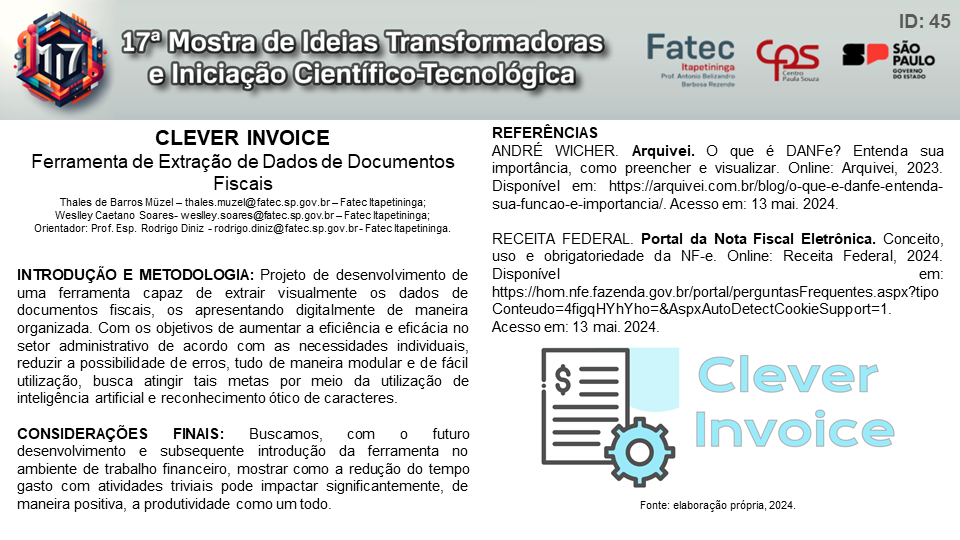 ID: 45
M17
17ª Mostra de Ideias Transformadoras
e Iniciação Científico-Tecnológica
Fatec
Itapetininga
Prof. Antonio Belizandro
Barbosa Rezende
CPS
Centro
Paula Souza
SP
SÃO PAULO
GOVERNO
DO ESTADO
CLEVER INVOICE
Ferramenta de Extração de Dados de Documentos
Fiscais
Thales de Barros Müzel – thales.muzel@fatec.sp.gov.br – Fatec Itapetininga;
Weslley Caetano Soares- weslley.soares@fatec.sp.gov.br – Fatec Itapetininga;
Orientador: Prof. Esp. Rodrigo Diniz - rodrigo.diniz@fatec.sp.gov.br- Fatec Itapetininga.
INTRODUÇÃO E METODOLOGIA: Projeto de desenvolvimento de
uma ferramenta capaz de extrair visualmente os dados de
documentos fiscais, os apresentando digitalmente de maneira
organizada. Com os objetivos de aumentar a eficiência e eficácia no
setor administrativo de acordo com as necessidades individuais,
reduzir a possibilidade de erros, tudo de maneira modular e de fácil
utilização, busca atingir tais metas por meio da utilização de
inteligência artificial e reconhecimento ótico de caracteres.
CONSIDERAÇÕES FINAIS: Buscamos, com o futuro
desenvolvimento e subsequente introdução da ferramenta no
ambiente de trabalho financeiro, mostrar como a redução do tempo
gasto com atividades triviais pode impactar significantemente, de
maneira positiva, a produtividade como um todo.
REFERÊNCIAS
ANDRÉ WICHER. Arquivei. O que é DANFe? Entenda sua
importância, como preencher e visualizar. Online: Arquivei, 2023.
Disponível em: https://arquivei.com.br/blog/o-que-e-danfe-entenda-
sua-funcao-e-importancia/. Acesso em: 13 mai. 2024.
RECEITA FEDERAL. Portal da Nota Fiscal Eletrônica. Conceito,
uso e obrigatoriedade da NF-e. Online: Receita Federal, 2024.
Disponível em:
https://hom.nfe.fazenda.gov.br/portal/perguntasFrequentes.aspx?tipo
Conteudo=4figqHYhYho=&AspxAutoDetectCookieSupport=1.
Acesso em: 13 mai. 2024.
$
Clever
Invoice
Fonte: elaboração própria, 2024.